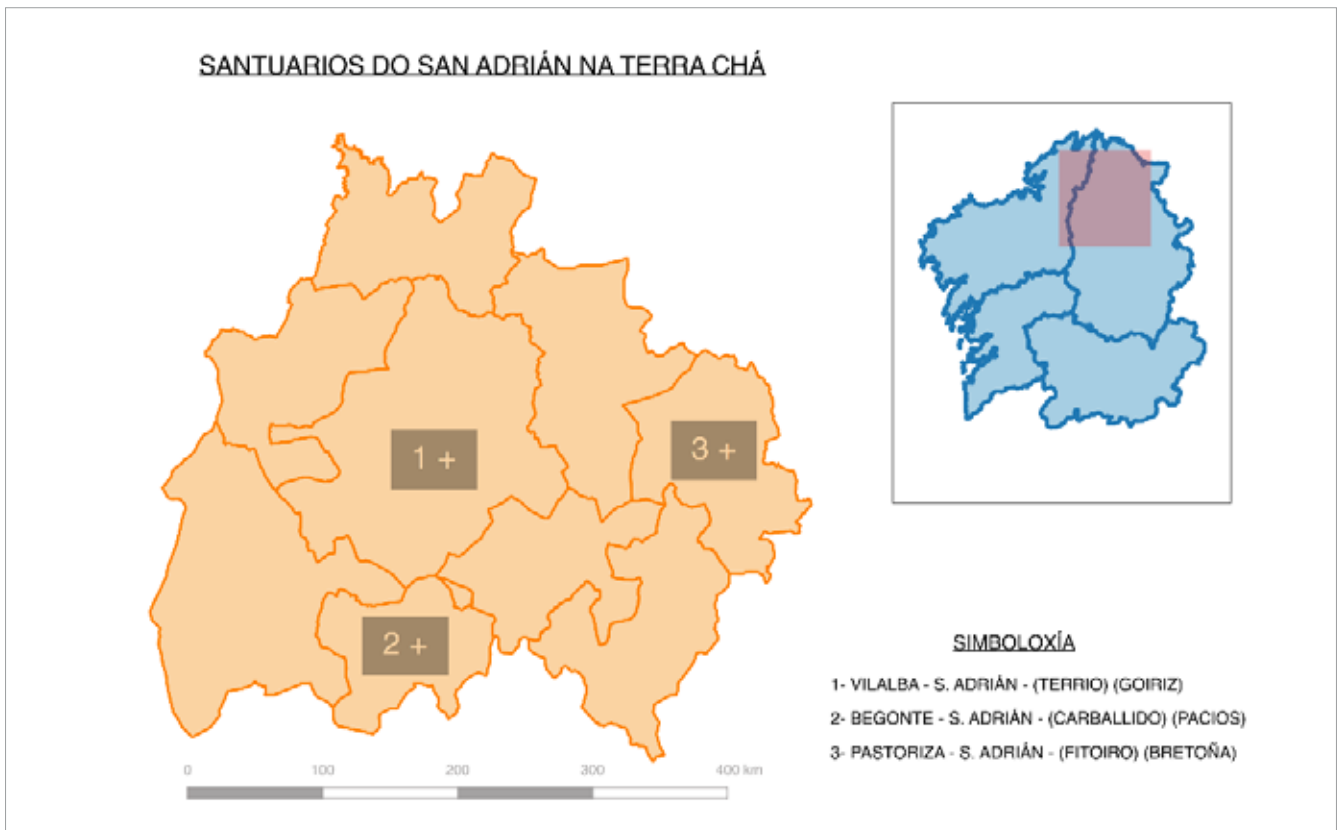 SANTUARIOS DO SAN ADRIÁN NA TERRA CHÁ
1 +
3 +
2 +
0 100 200 300 400 km
SIMBOLOXÍA
1- VILALBA - S. ADRIÁN - (TERRIO) (GOIRIZ)
2- BEGONTE - S. ADRIÁN - (CARBALLIDO) (PACIOS)
3- PASTORIZA - S. ADRIÁN - (FITOIRO) (BRETOÑA)